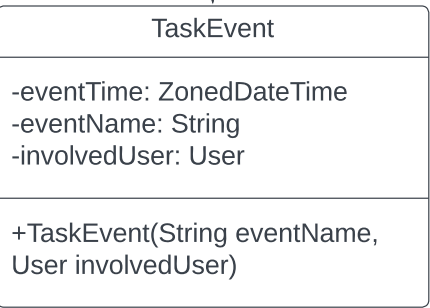 TaskEvent
-eventTime: ZonedDateTime
-eventName: String
-involvedUser: User
+TaskEvent(String eventName,
User involvedUser)